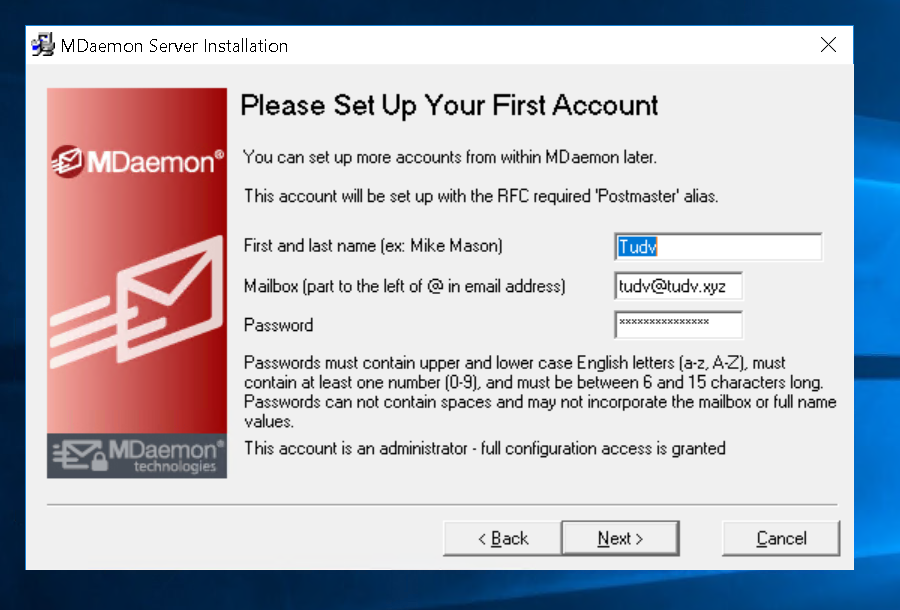 MDaemon Server Installation
MDaemon®
Please Set Up Your First Account
You can set up more accounts from within MDaemon later.
This account will be set up with the RFC required 'Postmaster' alias.
First and last name (ex: Mike Mason)
Tudv
Mailbox (part to the left of @ in email address)
tudv@tudv.xyz
Password
***************
Passwords must contain upper and lower case English letters (a-z, A-Z), must
contain at least one number (0-9), and must be between 6 and 15 characters long.
Passwords can not contain spaces and may not incorporate the mailbox or full name
values.
This account is an administrator - full configuration access is granted
MDaemon®
technologies
< Back
Next >
Cancel